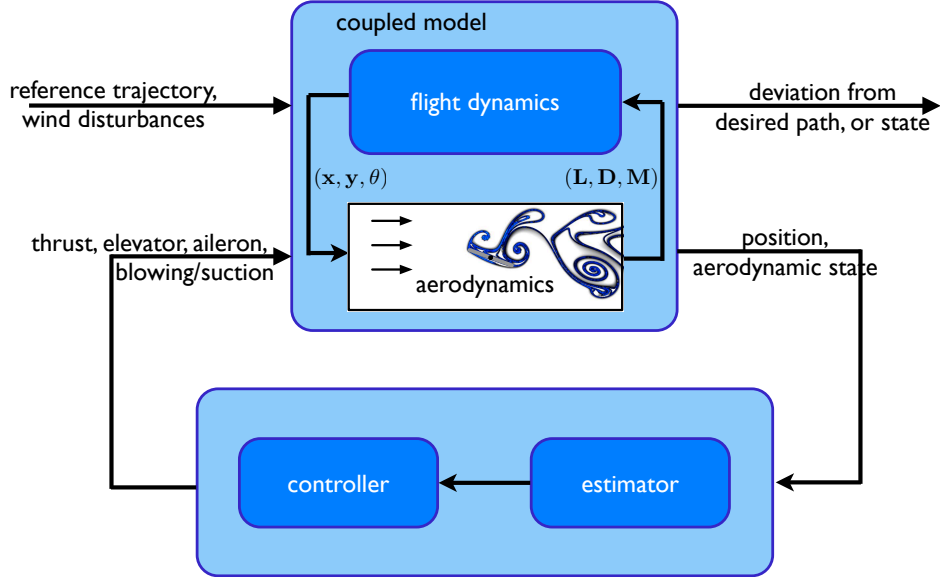 coupled model
flight dynamics
reference trajectory,
wind disturbances
deviation from
desired path, or state
(x, y, θ)
(L, D, M)
thrust, elevator, aileron,
blowing/suction
aerodynamics
position,
aerodynamic state
controller
estimator